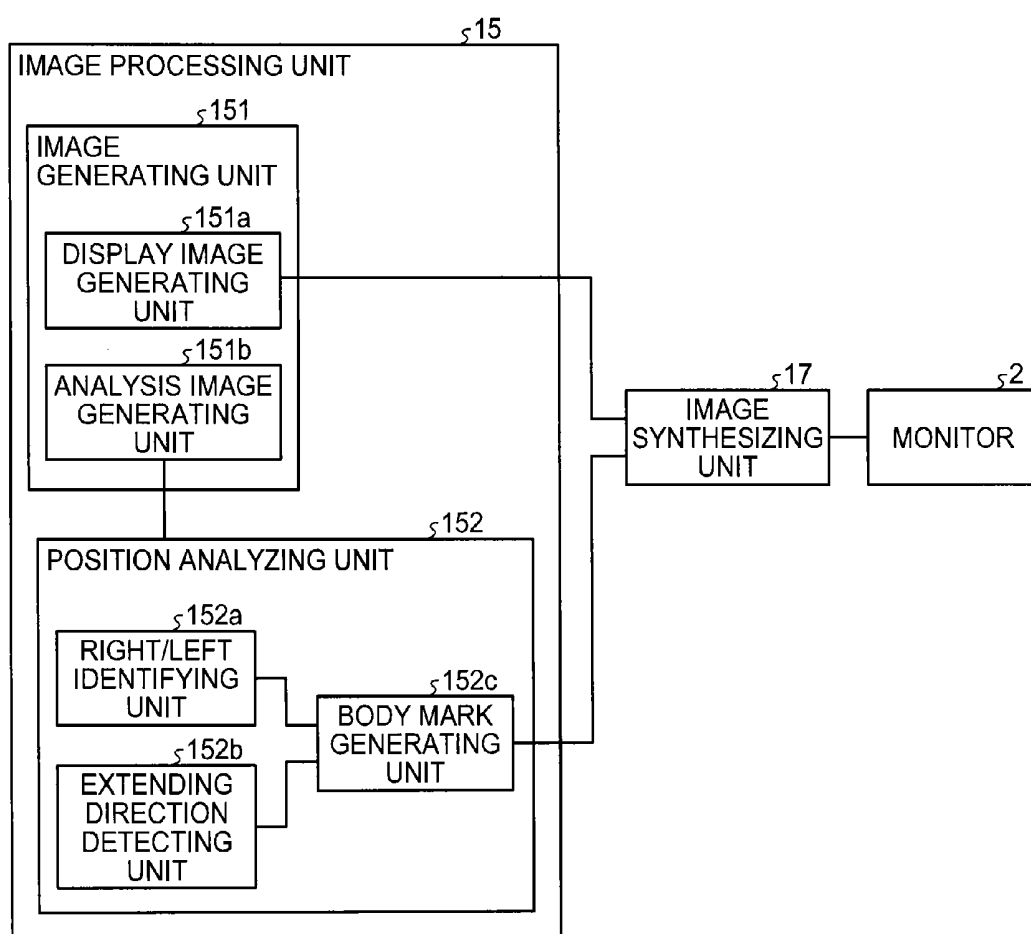 15
IMAGE PROCESSING UNIT
151
IMAGE
GENERATING UNIT
151a
DISPLAY IMAGE
GENERATING
UNIT
151b
ANALYSIS IMAGE
GENERATING
UNIT
17
IMAGE
SYNTHESIZING
UNIT
2
MONITOR
152
POSITION ANALYZING UNIT
152a
RIGHT/LEFT
IDENTIFYING
UNIT
152c
BODY MARK
GENERATING
UNIT
152b
EXTENDING
DIRECTION
DETECTING
UNIT